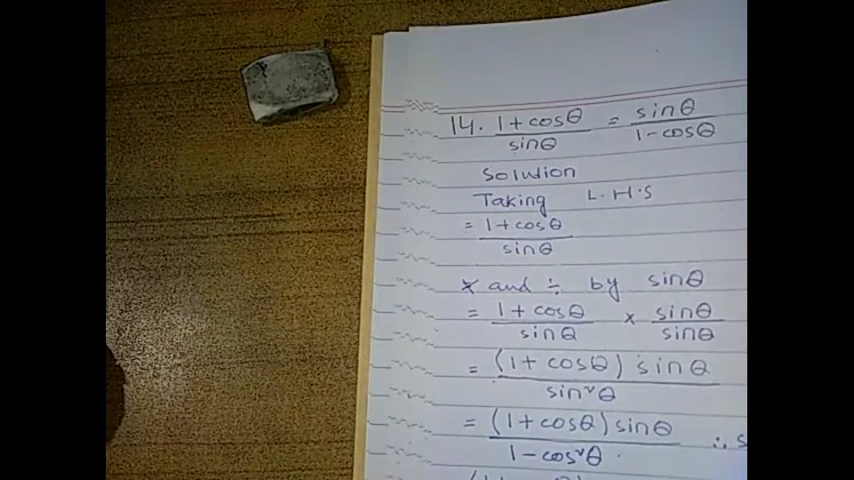 14. 1+cosθ/sinθ = sinθ/1-cosθ
Solution
Taking L.H.S
= 1+cosθ/sinθ
× and ÷ by sinθ
= 1+cosθ/sinθ × sinθ/sinθ
= (1+cosθ) sinθ/sin²θ
= (1+cosθ) sinθ/1-cos²θ ∴ s